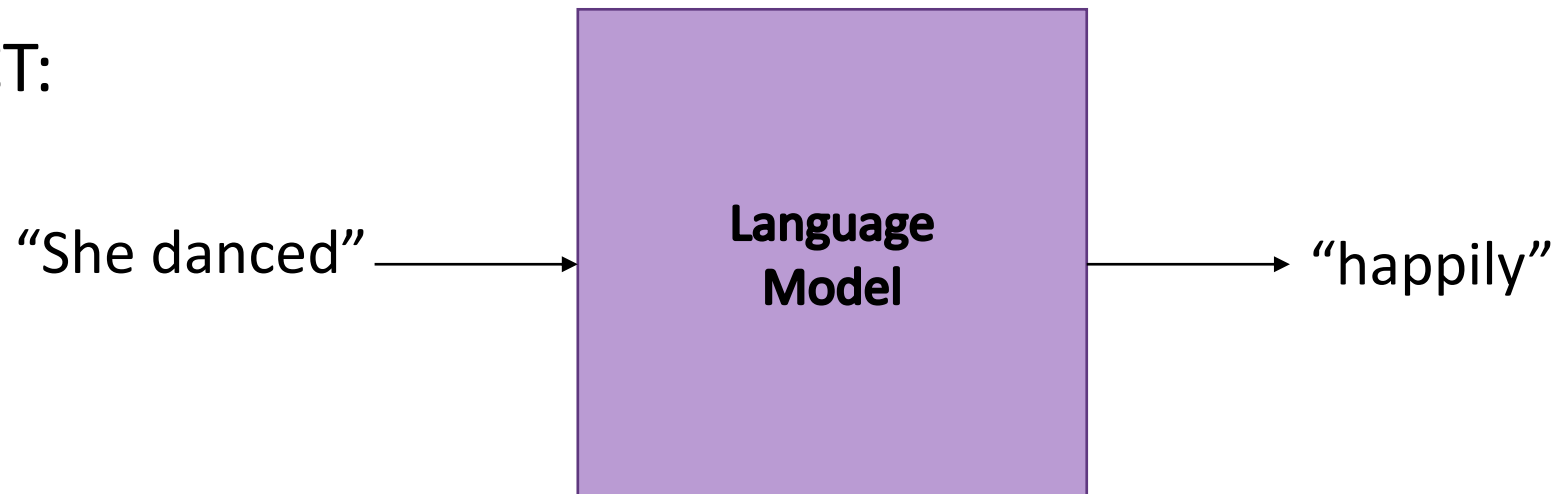 T:
“She danced”
Language
Model
“happily”